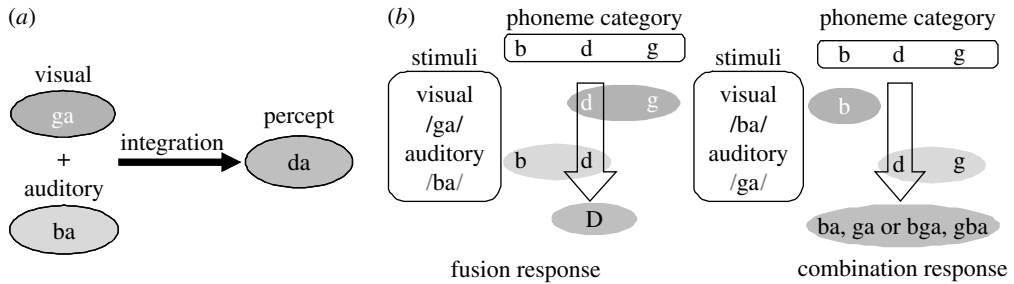 (a)
visual
ga
+
auditory
ba
integration
percept
da
(b)
phoneme category
b d g
stimuli
visual
/ga/
auditory
/ba/
d g
b d
D
fusion response
phoneme category
b d g
stimuli
visual
/ba/
auditory
/ga/
b
d g
ba, ga or bga, gba
combination response